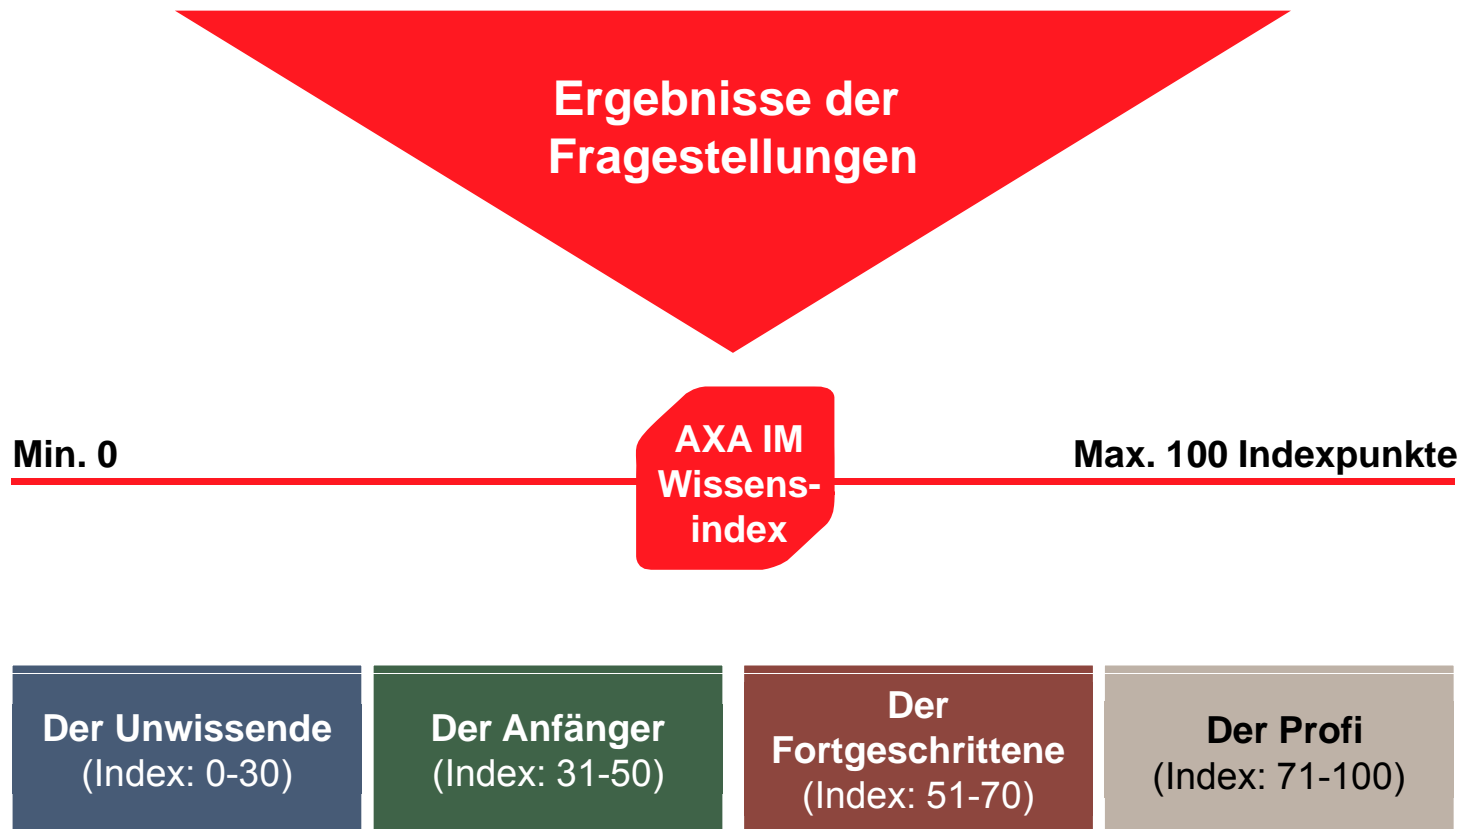 Ergebnisse der
Fragestellungen
Min. 0
AXA IM
Wissens-
index
Max. 100 Indexpunkte
Der Unwissende
(Index: 0-30)
Der Anfänger
(Index: 31-50)
Der
Fortgeschrittene
(Index: 51-70)
Der Profi
(Index: 71-100)